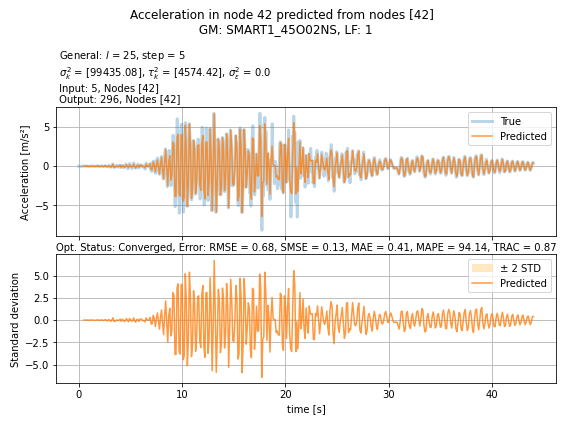 Acceleration in node 42 predicted from nodes [42]
GM: SMART1_45O02NS, LF: 1
General: l = 25, step = 5
σ²ₖ = [99435.08], τ²ₖ = [4574.42], σ²ε = 0.0
Input: 5, Nodes [42]
Output: 296, Nodes [42]
Acceleration [m/s²]
5
0
−5
True
Predicted
Opt. Status: Converged, Error: RMSE = 0.68, SMSE = 0.13, MAE = 0.41, MAPE = 94.14, TRAC = 0.87
Standard deviation
5.0
2.5
0.0
−2.5
−5.0
± 2 STD
Predicted
0 10 20 30 40
time [s]